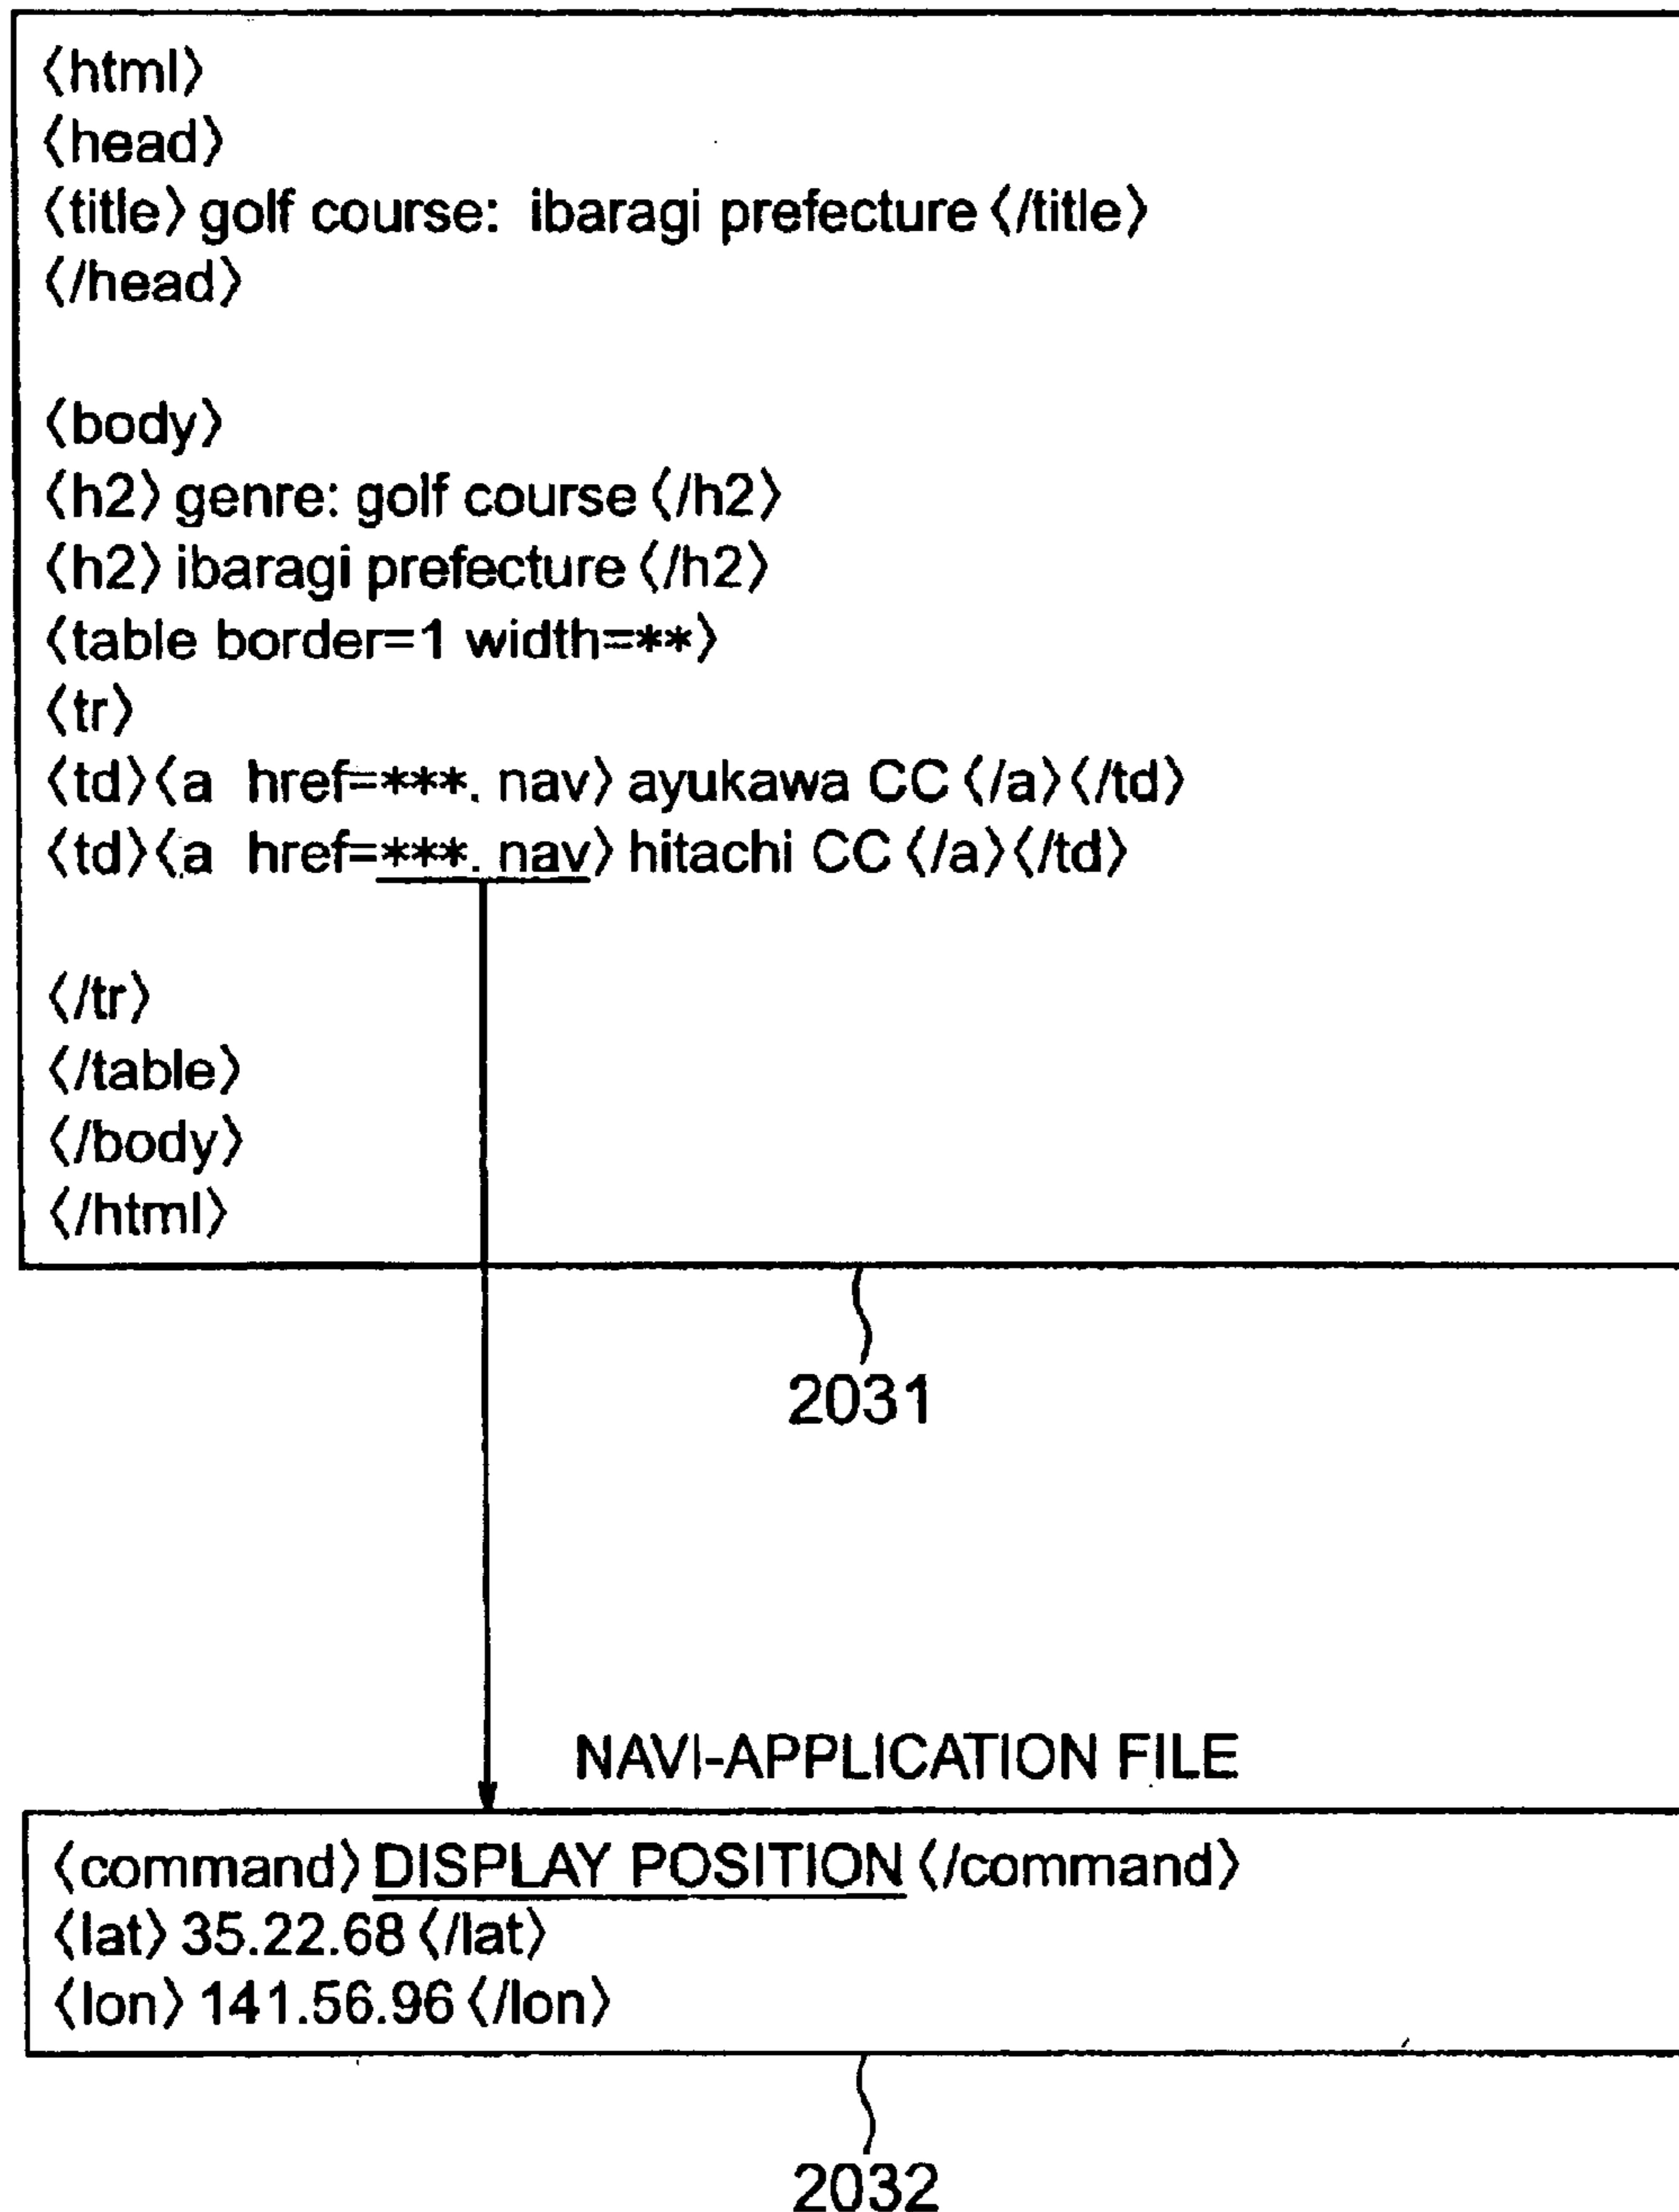 〈html〉
〈head〉
〈title〉 golf course: ibaragi prefecture 〈/title〉
〈/head〉
〈body〉
〈h2〉 genre: golf course 〈/h2〉
〈h2〉 ibaragi prefecture 〈/h2〉
〈table border=1 width=**〉
〈tr〉
〈td〉〈a href=***. nav〉 ayukawa CC 〈/a〉〈/td〉
〈td〉〈a href=***. nav〉 hitachi CC 〈/a〉〈/td〉
〈/tr〉
〈/table〉
〈/body〉
〈/html〉
2031
NAVI-APPLICATION FILE
〈command〉 DISPLAY POSITION 〈/command〉
〈lat〉 35.22.68 〈/lat〉
〈lon〉 141.56.96 〈/lon〉
2032